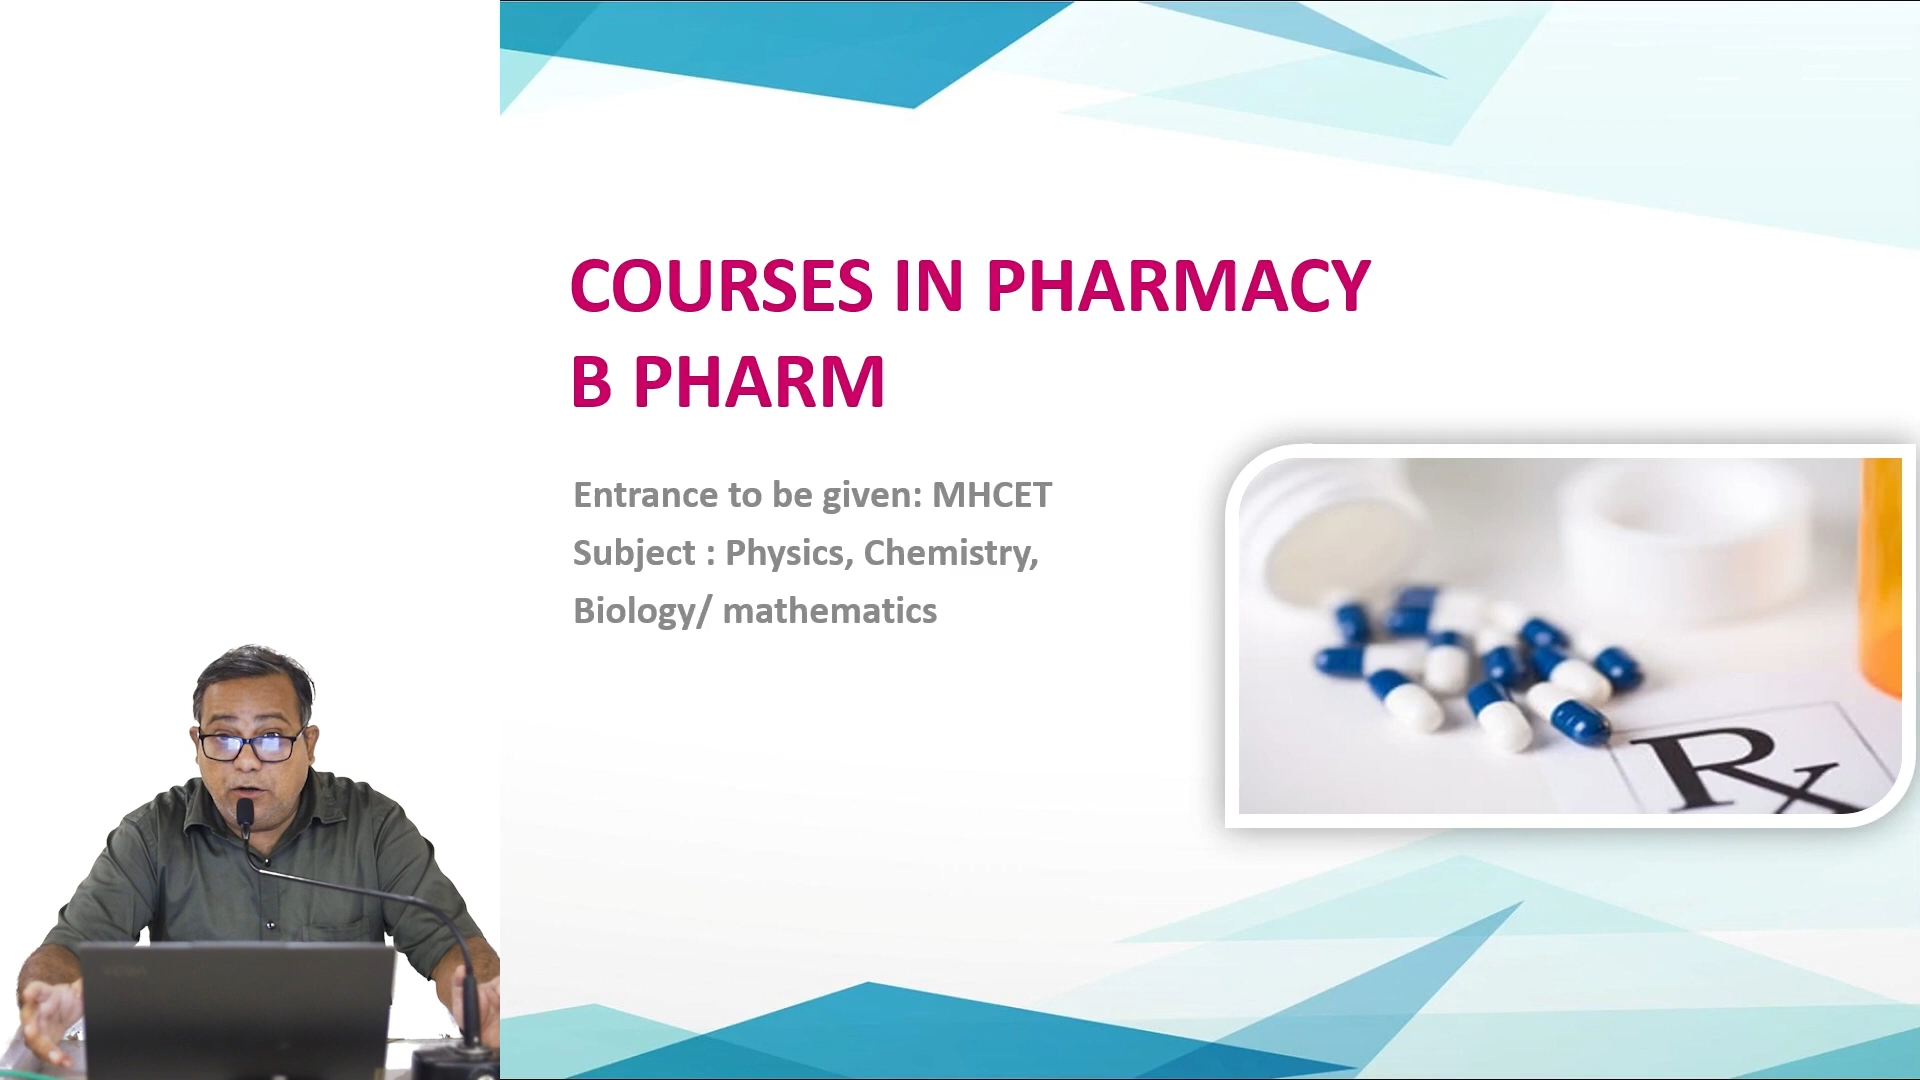 COURSES IN PHARMACY
B PHARM
Entrance to be given: MHCET
Subject : Physics, Chemistry,
Biology/ mathematics
Rx